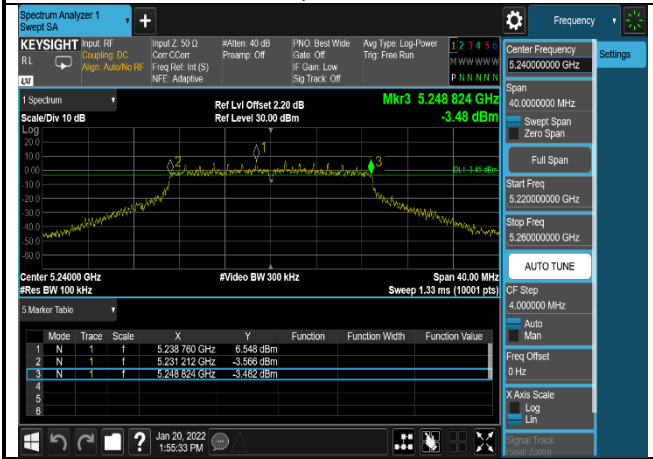 Spectrum Analyzer 1
Swept SA
+
Frequency
KEYSIGHT
RL
Input: RF
Coupling: DC
Align: Auto/No RF
Input Z: 50 Ω
Corr CCorr
Freq Ref: Int (S)
NFE: Adaptive
#Atten: 40 dB
Preamp: Off
PNO: Best Wide
Gate: Off
IF Gain: Low
Sig Track: Off
Avg Type: Log-Power
Trig: Free Run
1 2 3 4 5 6
M W W W W W
P N N N N N
LXI
1 Spectrum
Scale/Div 10 dB
Ref Lvl Offset 2.20 dB
Ref Level 30.00 dBm
Mkr3 5.248 824 GHz
-3.48 dBm
Log
20.0
10.0
0.00
-10.0
-20.0
-30.0
-40.0
-50.0
-60.0
1
2
3
DL1 -3.45 dBm
Center 5.24000 GHz
#Res BW 100 kHz
#Video BW 300 kHz
Span 40.00 MHz
Sweep 1.33 ms (10001 pts)
5 Marker Table
Mode Trace Scale X Y Function Function Width Function Value
1 N 1 f 5.238 760 GHz 6.548 dBm
2 N 1 f 5.231 212 GHz -3.566 dBm
3 N 1 f 5.248 824 GHz -3.482 dBm
4
5
6
?
Jan 20, 2022
1:55:33 PM
Center Frequency
5.240000000 GHz
Settings
Span
40.0000000 MHz
Swept Span
Zero Span
Full Span
Start Freq
5.220000000 GHz
Stop Freq
5.260000000 GHz
AUTO TUNE
CF Step
4.000000 MHz
Auto
Man
Freq Offset
0 Hz
X Axis Scale
Log
Lin
Signal Track
(Span Zoom)